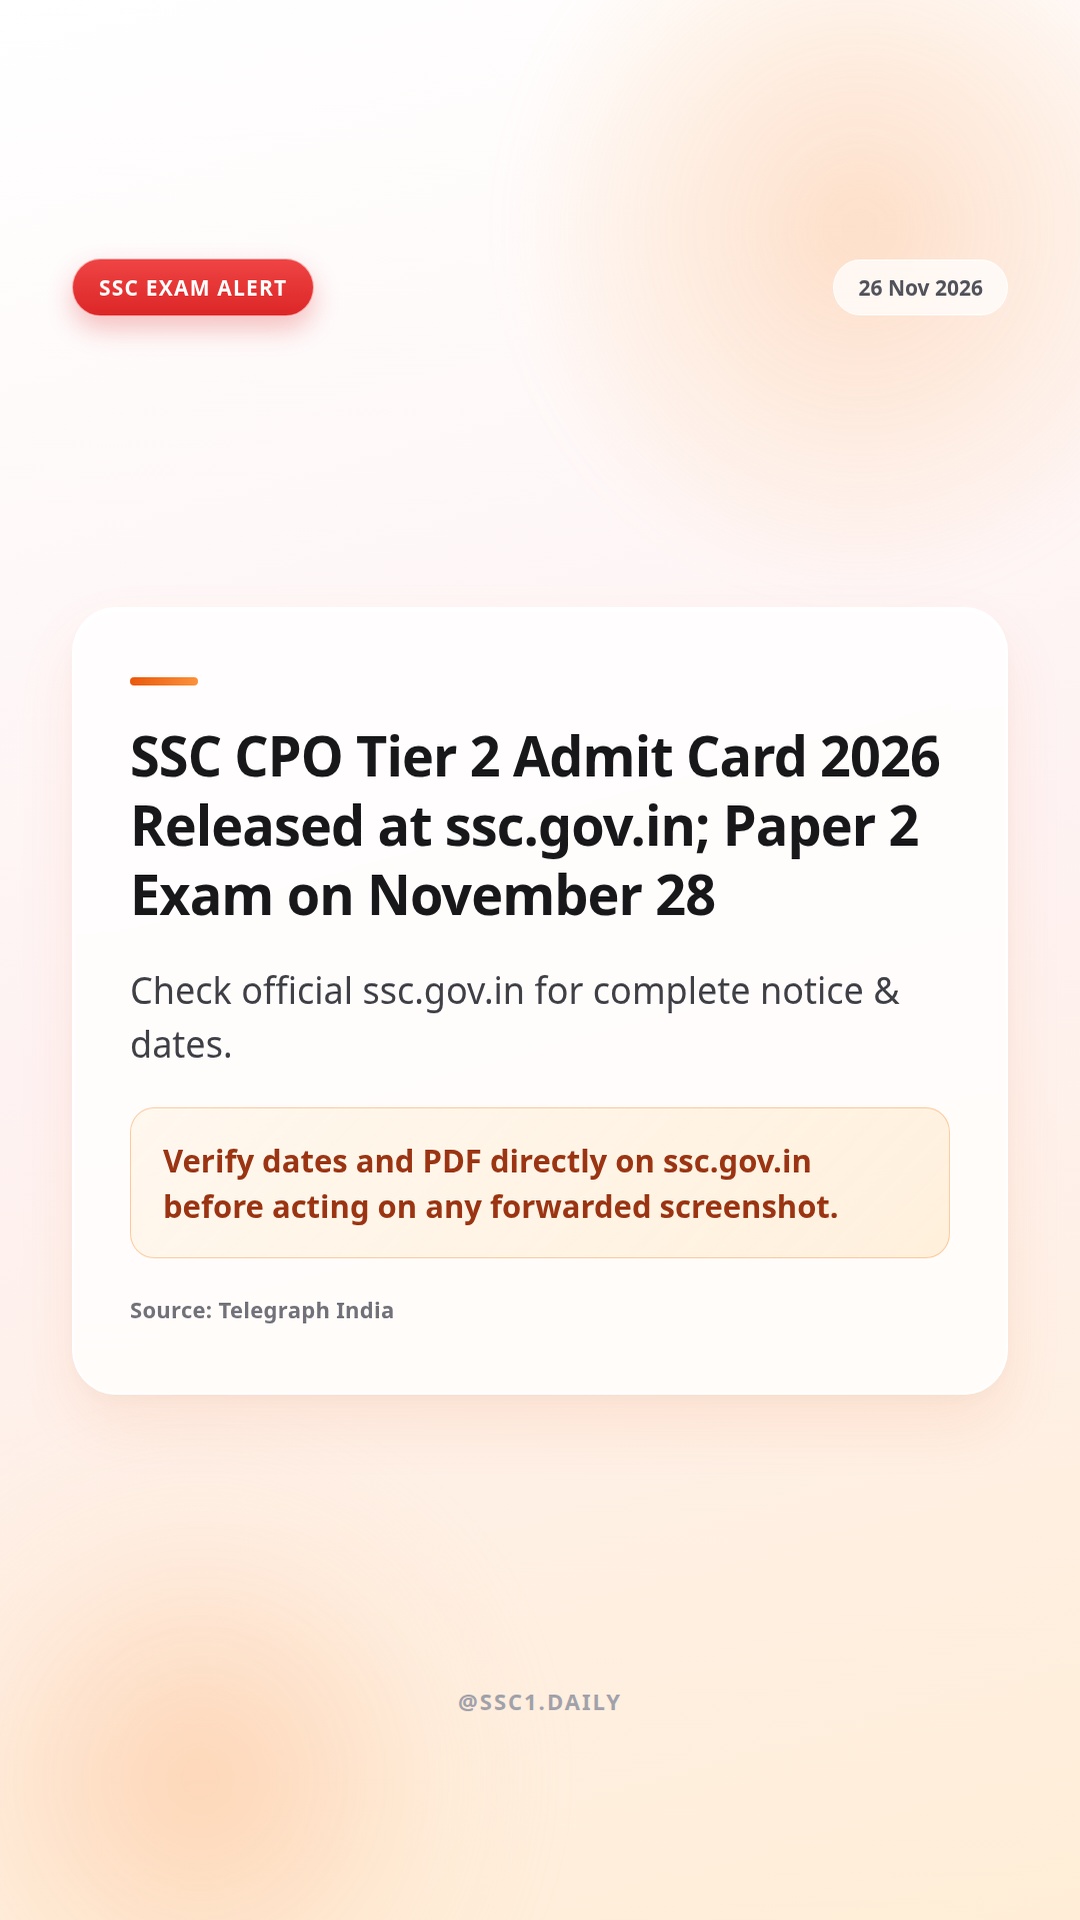 SSC EXAM ALERT
26 Nov 2026
SSC CPO Tier 2 Admit Card 2026
Released at ssc.gov.in; Paper 2
Exam on November 28
Check official ssc.gov.in for complete notice &
dates.
Verify dates and PDF directly on ssc.gov.in
before acting on any forwarded screenshot.
Source: Telegraph India
@SSC1.DAILY